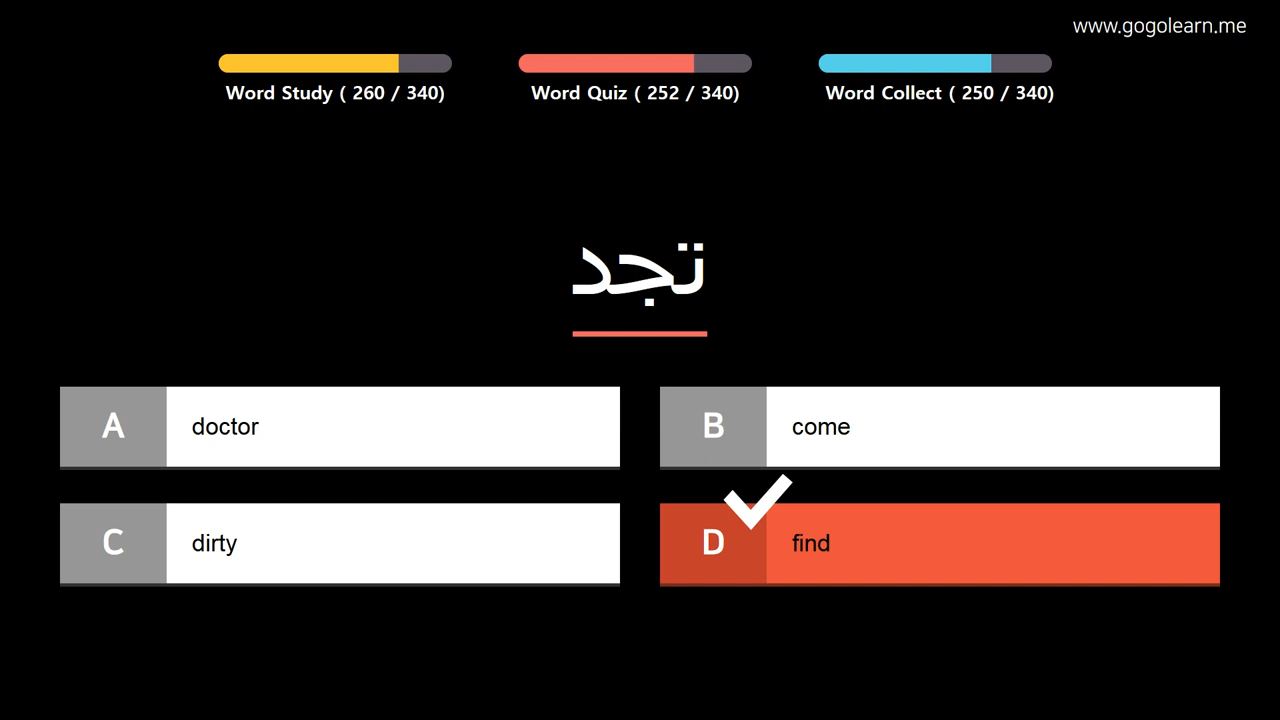 www.gogolearn.me
Word Study ( 260 / 340)
Word Quiz ( 252 / 340)
Word Collect ( 250 / 340)
تجد
A doctor
B come
C dirty
D find